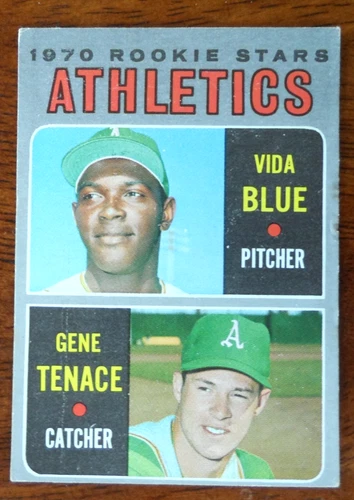 1970 ROOKIE STARS
ATHLETICS
A
VIDA
BLUE
PITCHER
GENE
TENACE
CATCHER
A